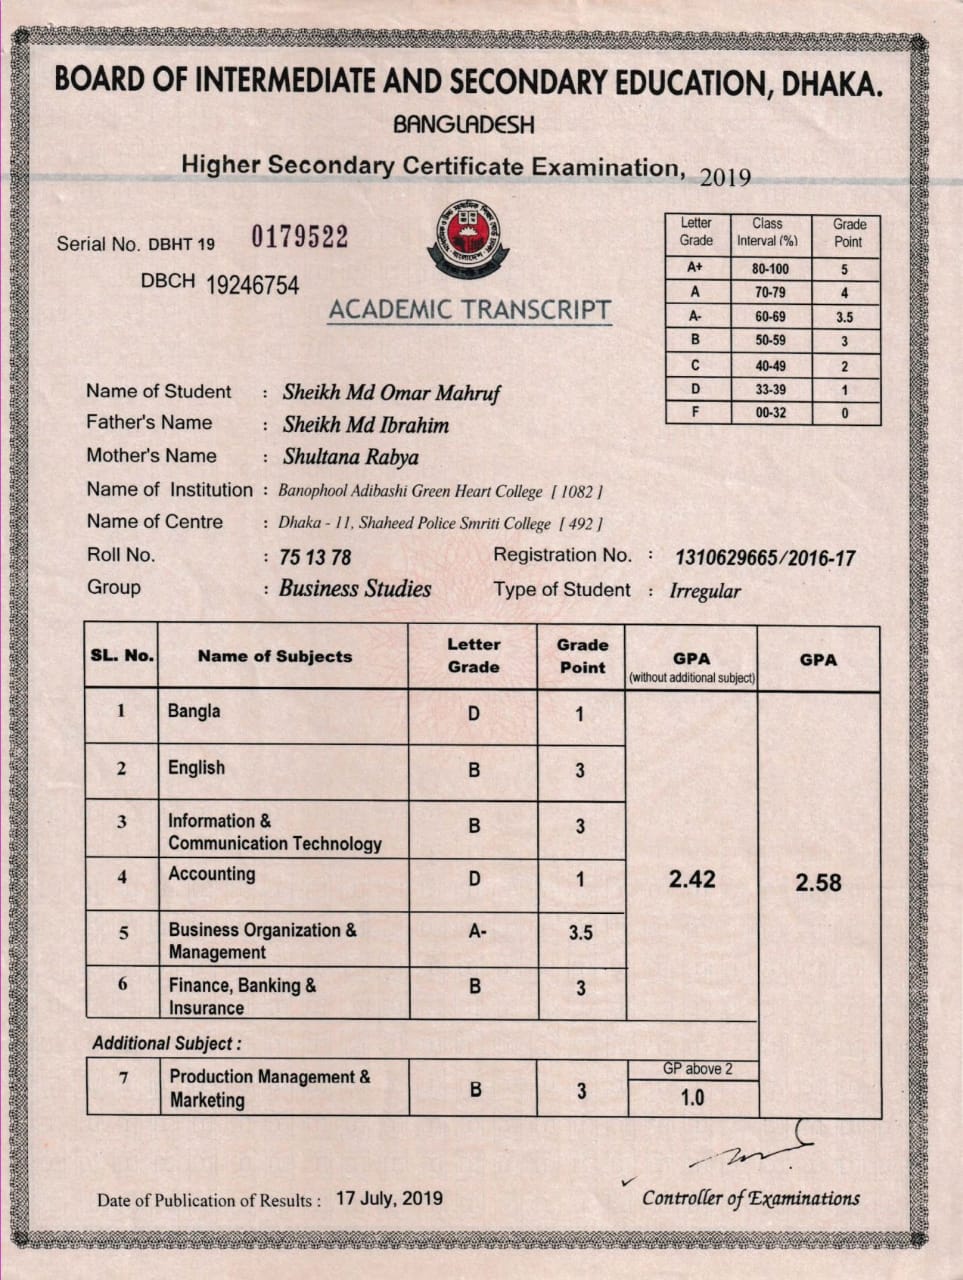 BOARD OF INTERMEDIATE AND SECONDARY EDUCATION, DHAKA.
BANGLADESH
Higher Secondary Certificate Examination, 2019
Serial No. DBHT 19 0179522
DBCH 19246754
ACADEMIC TRANSCRIPT
Letter Grade Class Interval (%) Grade Point
A+ 80-100 5
A 70-79 4
A- 60-69 3.5
B 50-59 3
C 40-49 2
D 33-39 1
F 00-32 0
Name of Student : Sheikh Md Omar Mahruf
Father's Name : Sheikh Md Ibrahim
Mother's Name : Shultana Rabya
Name of Institution : Banophool Adibashi Green Heart College [ 1082 ]
Name of Centre : Dhaka - 11, Shaheed Police Smriti College [ 492 ]
Roll No. : 75 13 78 Registration No. : 1310629665/2016-17
Group : Business Studies Type of Student : Irregular
SL. No. Name of Subjects Letter Grade Grade Point GPA (without additional subject) GPA
1 Bangla D 1
2 English B 3
3 Information & Communication Technology B 3
4 Accounting D 1 2.42 2.58
5 Business Organization & Management A- 3.5
6 Finance, Banking & Insurance B 3
Additional Subject :
7 Production Management & Marketing B 3 GP above 2 1.0
Date of Publication of Results : 17 July, 2019 Controller of Examinations